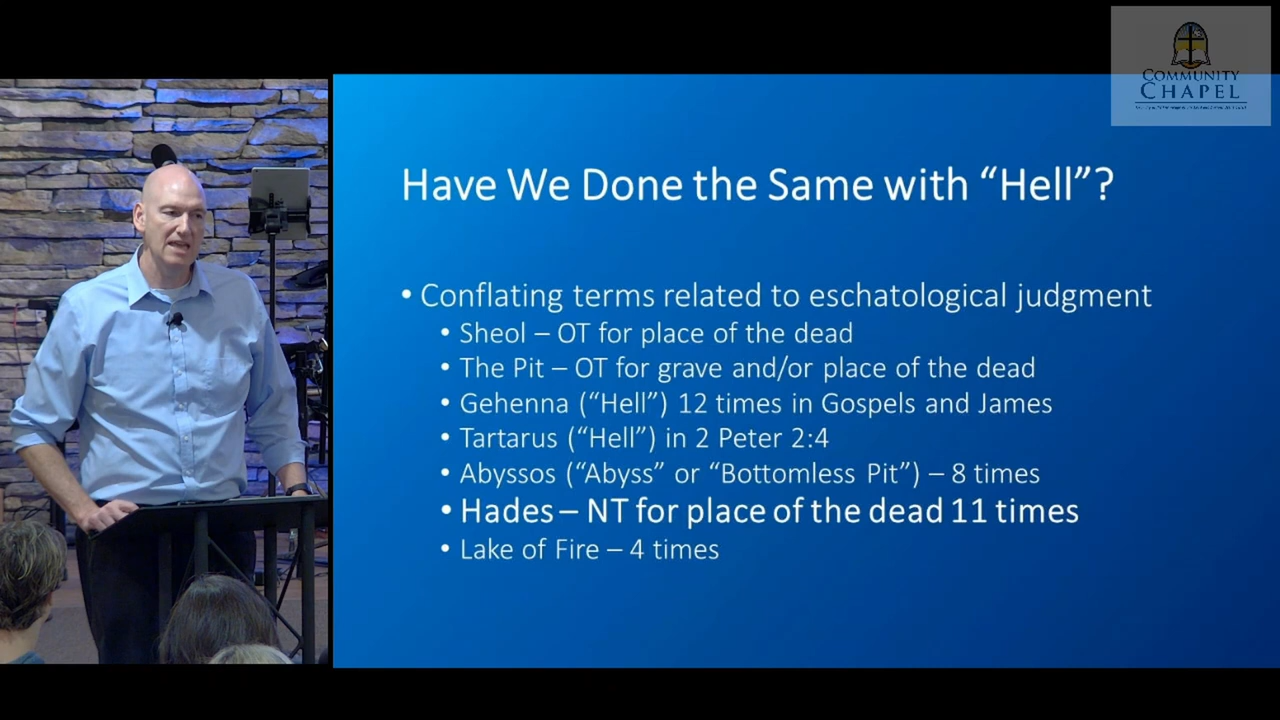 COMMUNITY
CHAPEL
Have We Done the Same with “Hell”?
• Conflating terms related to eschatological judgment
• Sheol – OT for place of the dead
• The Pit – OT for grave and/or place of the dead
• Gehenna (“Hell”) 12 times in Gospels and James
• Tartarus (“Hell”) in 2 Peter 2:4
• Abyssos (“Abyss” or “Bottomless Pit”) – 8 times
• Hades – NT for place of the dead 11 times
• Lake of Fire – 4 times